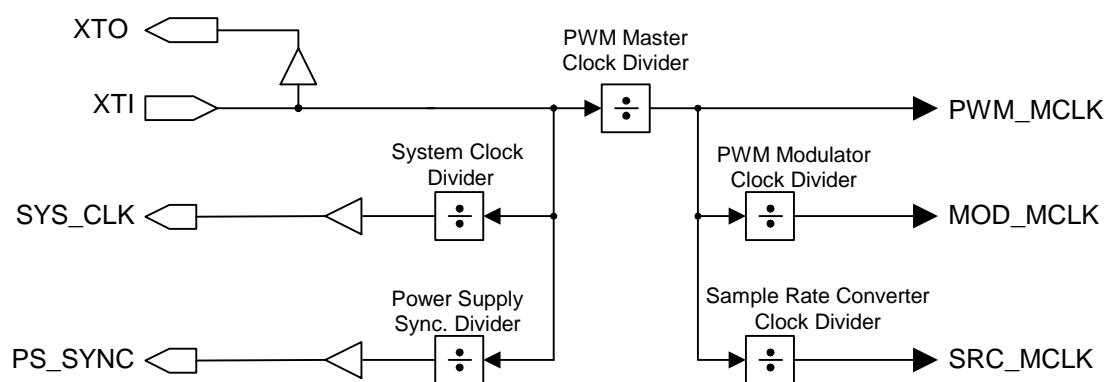 XTO
PWM Master
Clock Divider
XTI
÷
PWM_MCLK
System Clock
Divider
PWM Modulator
Clock Divider
SYS_CLK
÷
÷
MOD_MCLK
Power Supply
Sync. Divider
Sample Rate Converter
Clock Divider
PS_SYNC
÷
÷
SRC_MCLK